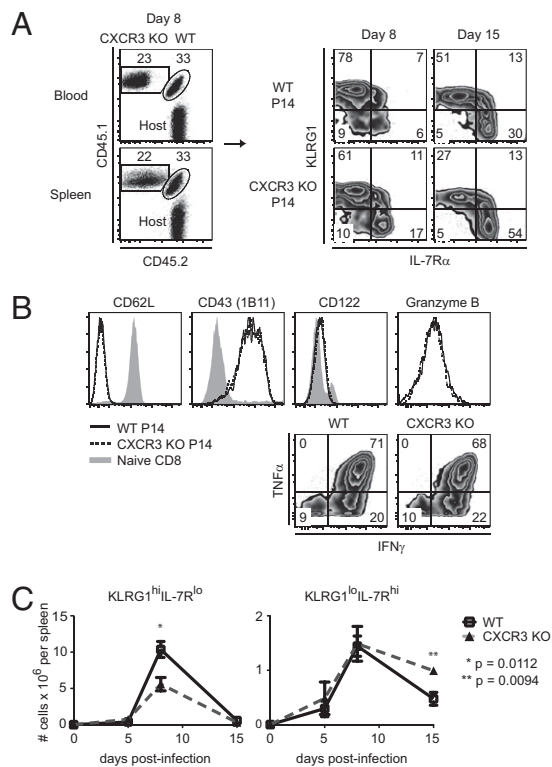 A
Day 8
CXCR3 KO WT
23 33
Blood
Host
22 33
Spleen
Host
CD45.1
CD45.2
Day 8 Day 15
WT
P14
78 7
9 6
51 13
5 30
CXCR3 KO
P14
61 11
10 17
27 13
5 54
KLRG1
IL-7Rα
B
CD62L CD43 (1B11) CD122 Granzyme B
WT P14
CXCR3 KO P14
Naive CD8
WT CXCR3 KO
0 71
9 20
0 68
10 22
TNFα
IFNγ
C
KLRG1hiIL-7Rlo
KLRG1loIL-7Rhi
# cells x 10^6 per spleen
15
10
5
0
*
0 5 10 15
days post-infection
2
1
0
**
0 5 10 15
days post-infection
WT
CXCR3 KO
* p = 0.0112
** p = 0.0094